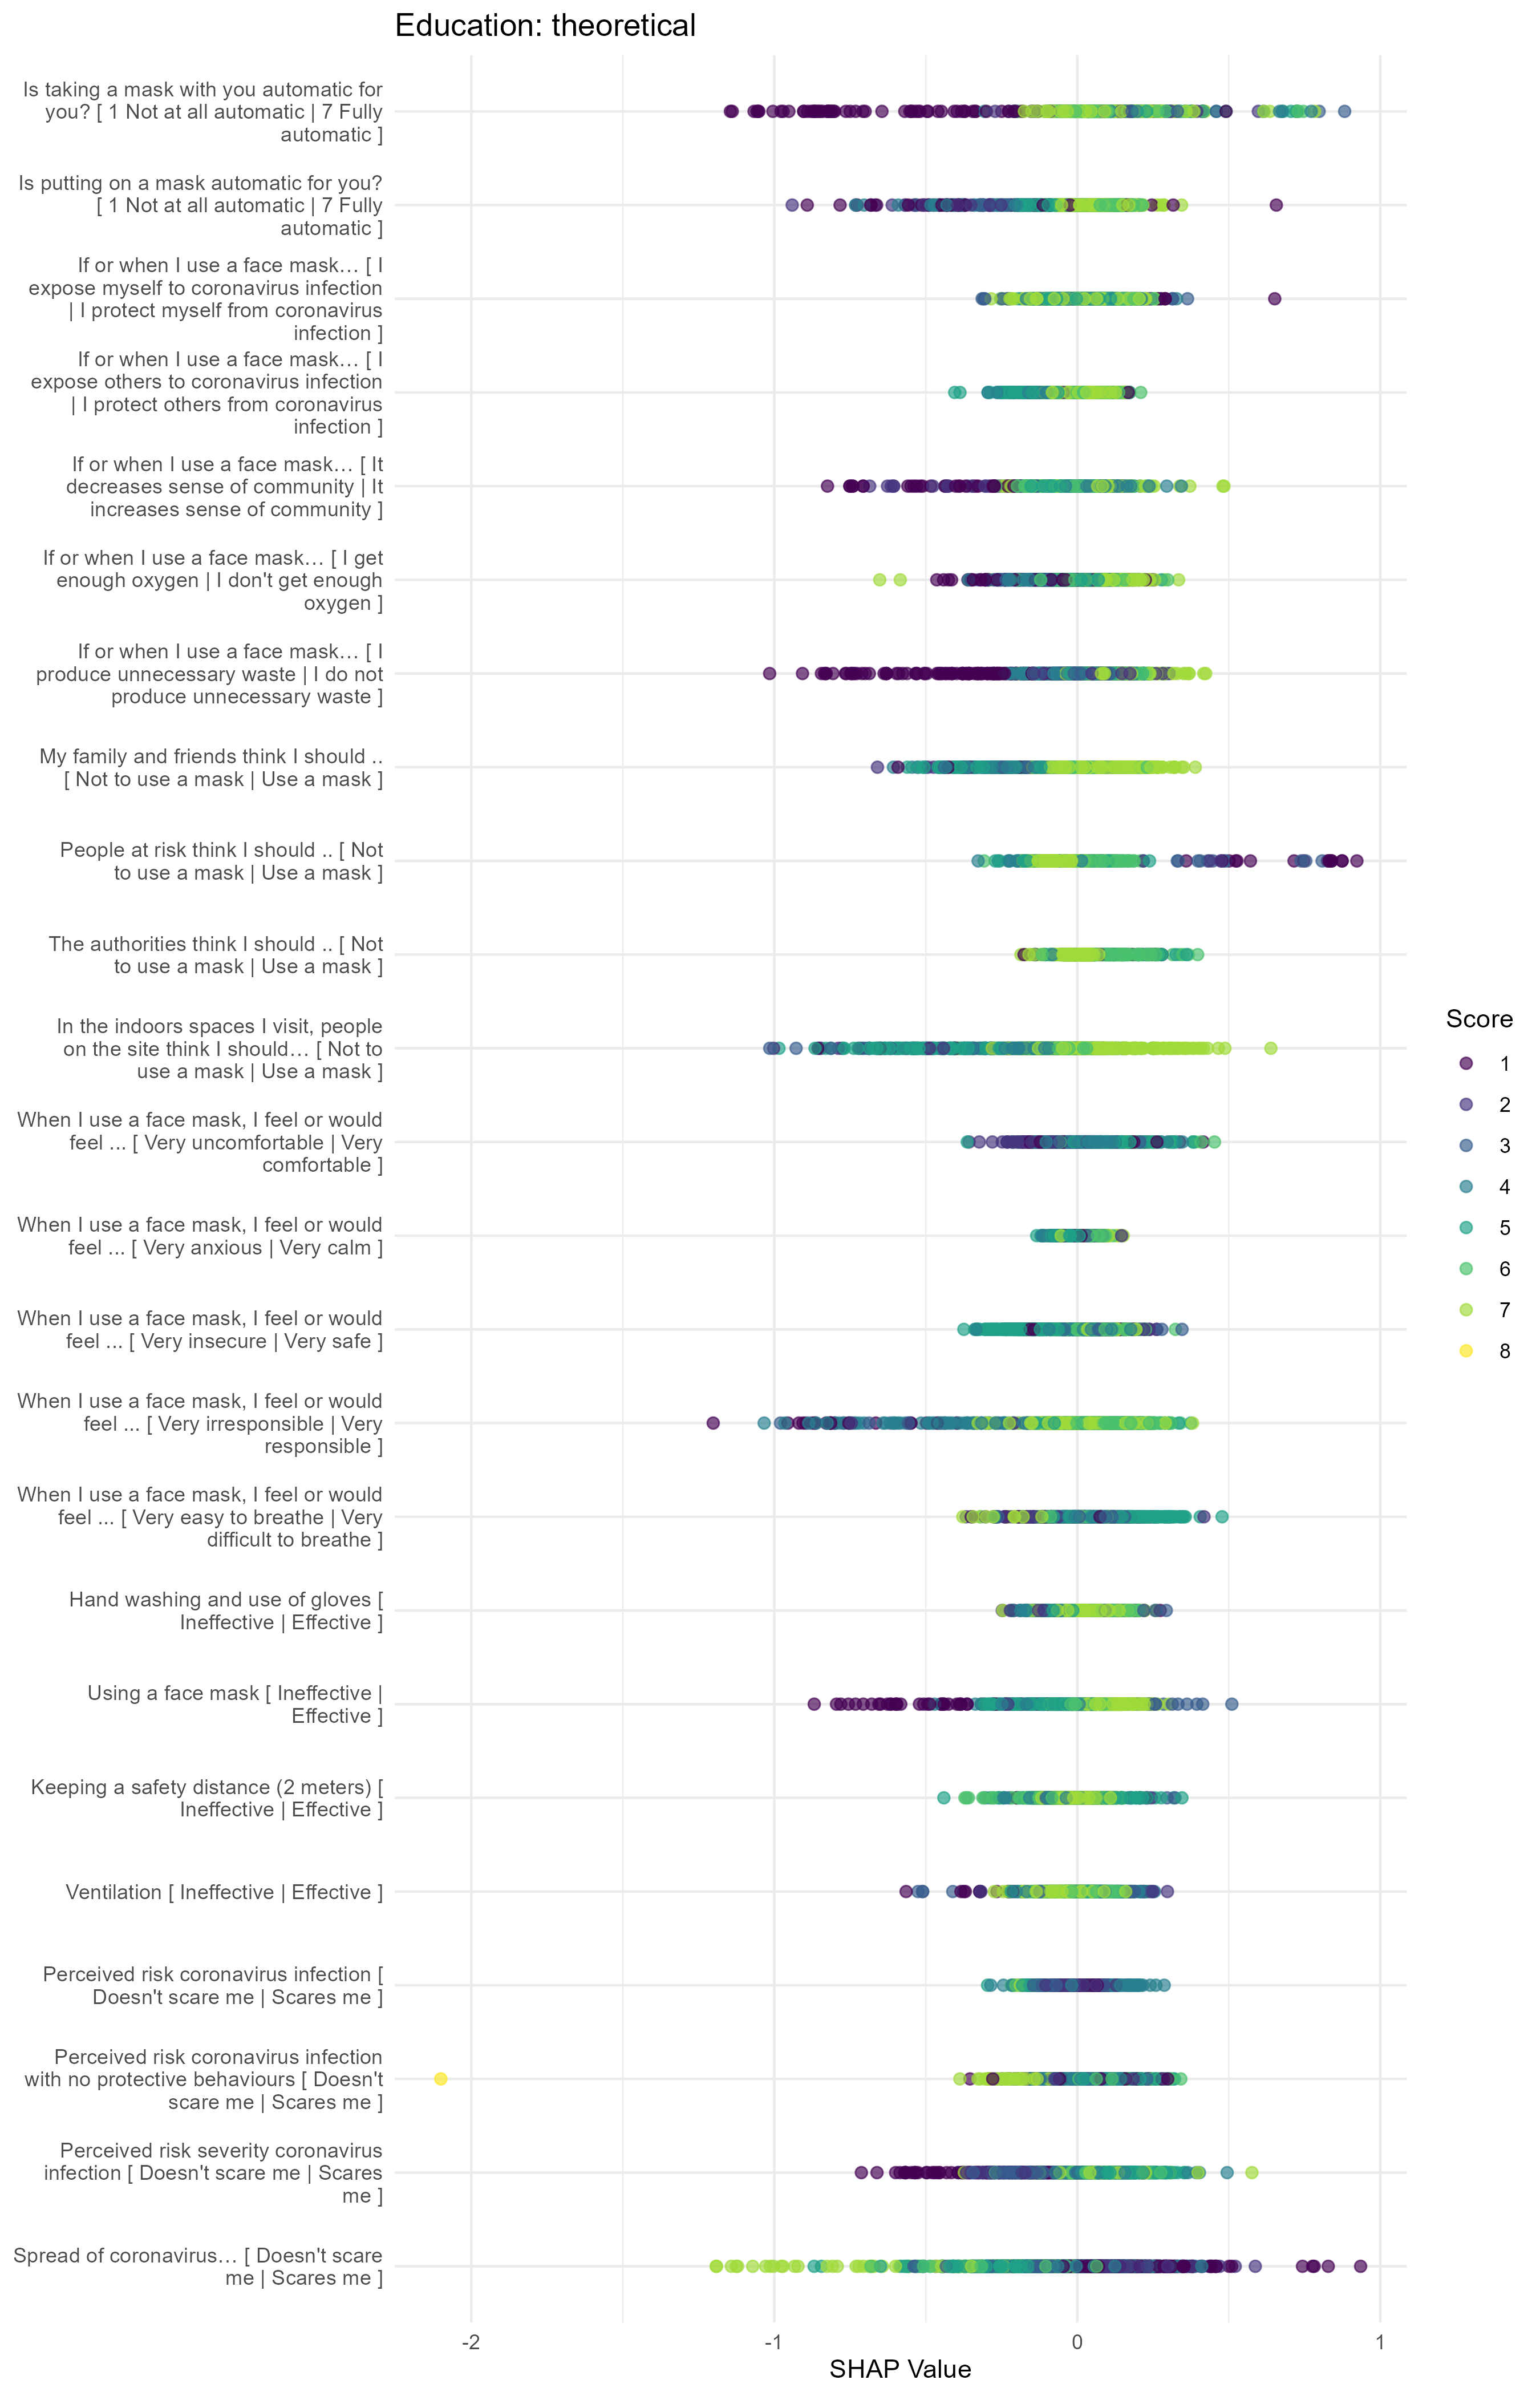 Education: theoretical
Is taking a mask with you automatic for
you? [ 1 Not at all automatic | 7 Fully
automatic ]
Is putting on a mask automatic for you?
[ 1 Not at all automatic | 7 Fully
automatic ]
If or when I use a face mask… [ I
expose myself to coronavirus infection
| I protect myself from coronavirus
infection ]
If or when I use a face mask… [ I
expose others to coronavirus infection
| I protect others from coronavirus
infection ]
If or when I use a face mask… [ It
decreases sense of community | It
increases sense of community ]
If or when I use a face mask… [ I get
enough oxygen | I don't get enough
oxygen ]
If or when I use a face mask… [ I
produce unnecessary waste | I do not
produce unnecessary waste ]
My family and friends think I should ..
[ Not to use a mask | Use a mask ]
People at risk think I should .. [ Not
to use a mask | Use a mask ]
The authorities think I should .. [ Not
to use a mask | Use a mask ]
In the indoors spaces I visit, people
on the site think I should… [ Not to
use a mask | Use a mask ]
When I use a face mask, I feel or would
feel ... [ Very uncomfortable | Very
comfortable ]
When I use a face mask, I feel or would
feel ... [ Very anxious | Very calm ]
When I use a face mask, I feel or would
feel ... [ Very insecure | Very safe ]
When I use a face mask, I feel or would
feel ... [ Very irresponsible | Very
responsible ]
When I use a face mask, I feel or would
feel ... [ Very easy to breathe | Very
difficult to breathe ]
Hand washing and use of gloves [
Ineffective | Effective ]
Using a face mask [ Ineffective |
Effective ]
Keeping a safety distance (2 meters) [
Ineffective | Effective ]
Ventilation [ Ineffective | Effective ]
Perceived risk coronavirus infection [
Doesn't scare me | Scares me ]
Perceived risk coronavirus infection
with no protective behaviours [ Doesn't
scare me | Scares me ]
Perceived risk severity coronavirus
infection [ Doesn't scare me | Scares
me ]
Spread of coronavirus… [ Doesn't scare
me | Scares me ]
-2
-1
0
1
SHAP Value
Score
1
2
3
4
5
6
7
8